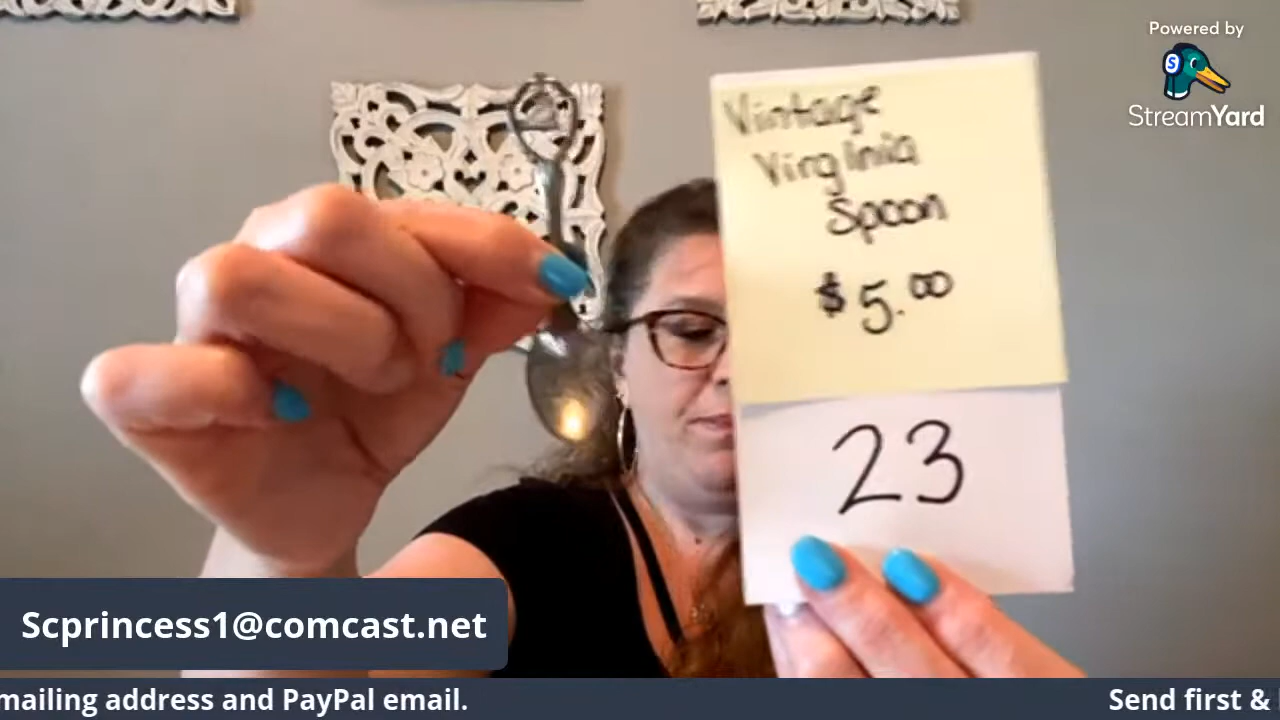 Powered by
StreamYard
Vintage
Virginia
Spoon
$5.00
23
Scprincess1@comcast.net
mailing address and PayPal email.
Send first &